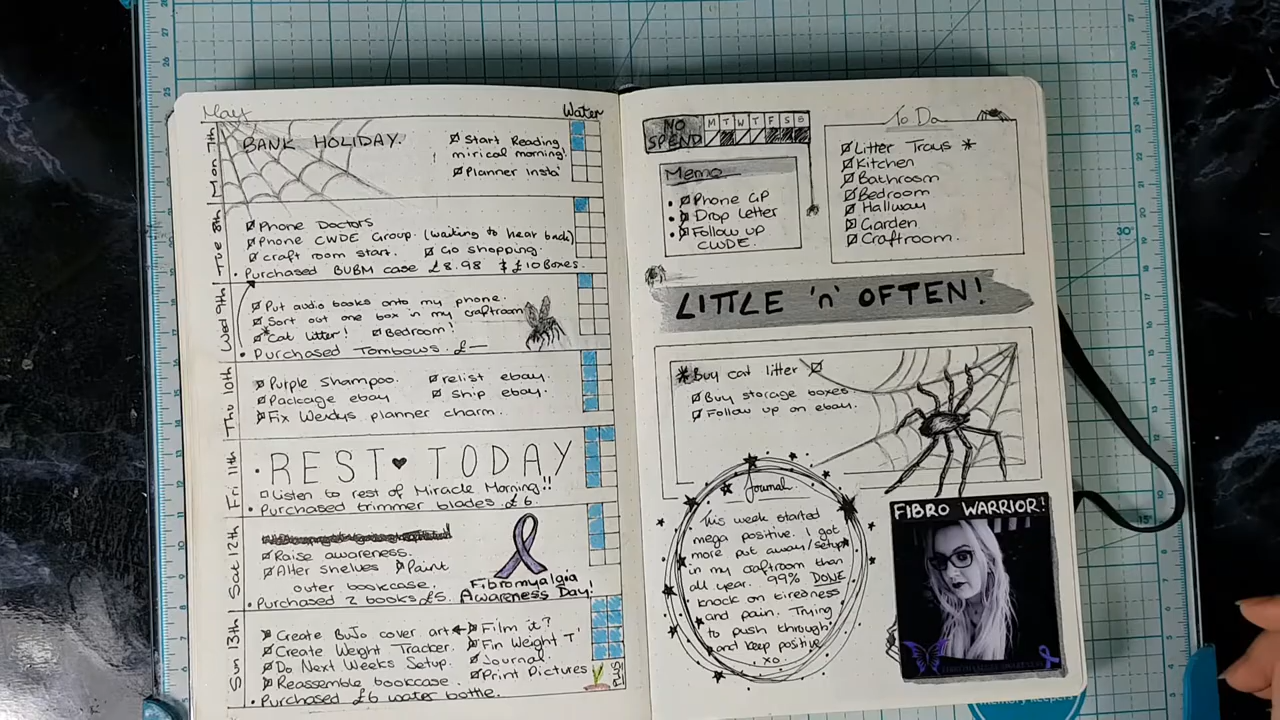 May
Water
Mon 7th
BANK HOLIDAY.
Start Reading
mirical morning!
Planner Insta'
Tue 8th
Phone Doctors
Phone CWDE Group. (waiting to hear back)
craft room start.
Go shopping.
Purchased BUBM case £8.98 & £10 Boxes.
Wed 9th
Put audio books onto my phone.
Sort out one box in my craftroom
Cat litter!
Bedroom!
Purchased Tombows. £—
Thu 10th
Purple Shampoo.
relist ebay.
Package ebay
Ship ebay.
Fix Wendys planner charm.
Fri 11th
REST ♥ TODAY
Listen to rest of Miracle Morning!!
Purchased trimmer blades. £6.
Sat 12th
Raise awareness.
Alter shelves
Paint
outer bookcase.
Purchased 2 books £5.
Fibromyalgia
Awareness Day!
Sun 13th
Create BuJo cover art
Film it?
Create Weight Tracker.
Fin Weight 'T'
Do Next Weeks Setup.
Journal.
Reassemble bookcase
Print Pictures
Purchased £6 water bottle.
NO
SPEND
M T W T F S S
Memo
Phone GP
Drop Letter
Follow up
CWDE.
To Do
Litter Trays *
Kitchen
Bathroom
Bedroom
Hallway
Garden
Craftroom.
LITTLE 'n' OFTEN!
* Buy cat litter
Buy storage boxes.
Follow up on ebay.
Journal
This week started
mega positive. I got
more put away/setup
in my craftroom than
all year. 99% DONE
Knock on tiredness
and pain. Trying
to push through
and keep positive
xo
FIBRO WARRIOR!